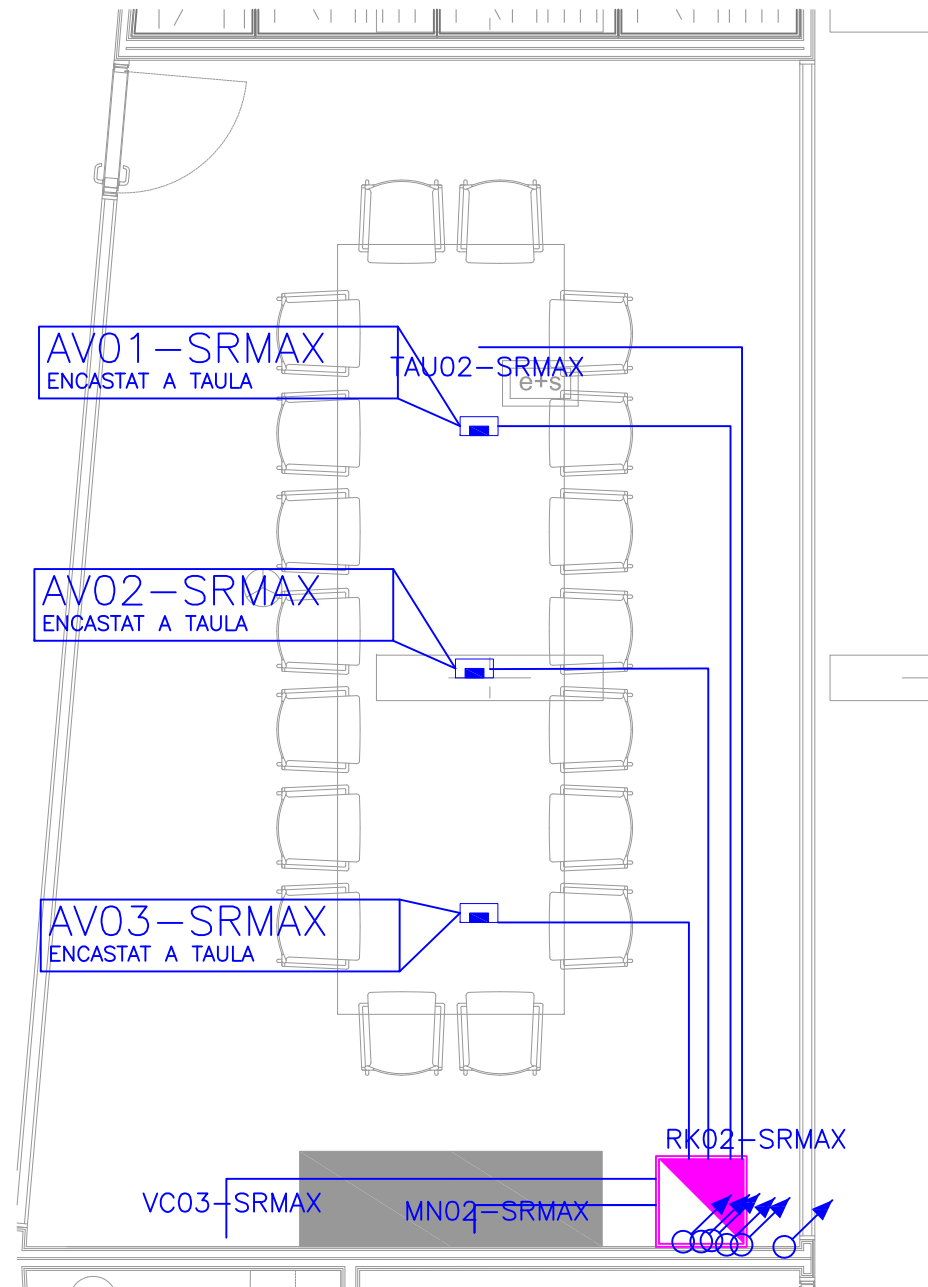 AV01-SRMAX
ENCASTAT A TAULA
TAU02-SRMAX
e+s
AV02-SRMAX
ENCASTAT A TAULA
AV03-SRMAX
ENCASTAT A TAULA
RK02-SRMAX
VC03-SRMAX
MN02-SRMAX